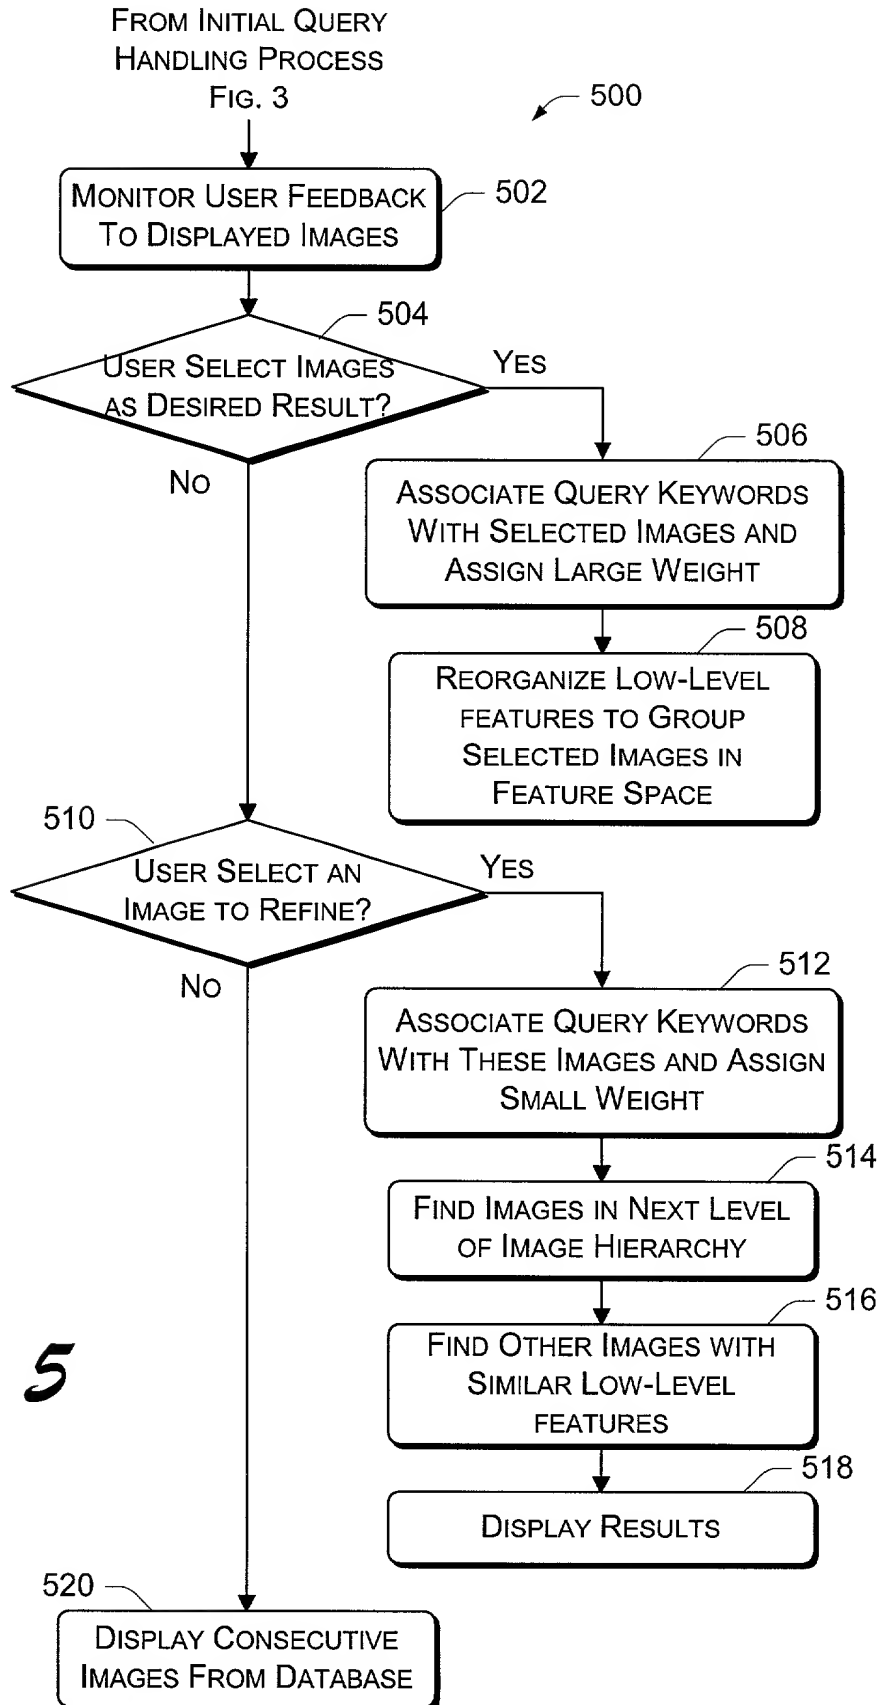 FROM INITIAL QUERY
HANDLING PROCESS
FIG. 3
500
MONITOR USER FEEDBACK
TO DISPLAYED IMAGES
502
504
USER SELECT IMAGES
AS DESIRED RESULT?
YES
NO
506
ASSOCIATE QUERY KEYWORDS
WITH SELECTED IMAGES AND
ASSIGN LARGE WEIGHT
508
REORGANIZE LOW-LEVEL
FEATURES TO GROUP
SELECTED IMAGES IN
FEATURE SPACE
510
USER SELECT AN
IMAGE TO REFINE?
YES
NO
512
ASSOCIATE QUERY KEYWORDS
WITH THESE IMAGES AND ASSIGN
SMALL WEIGHT
514
FIND IMAGES IN NEXT LEVEL
OF IMAGE HIERARCHY
516
FIND OTHER IMAGES WITH
SIMILAR LOW-LEVEL
FEATURES
5
518
DISPLAY RESULTS
520
DISPLAY CONSECUTIVE
IMAGES FROM DATABASE